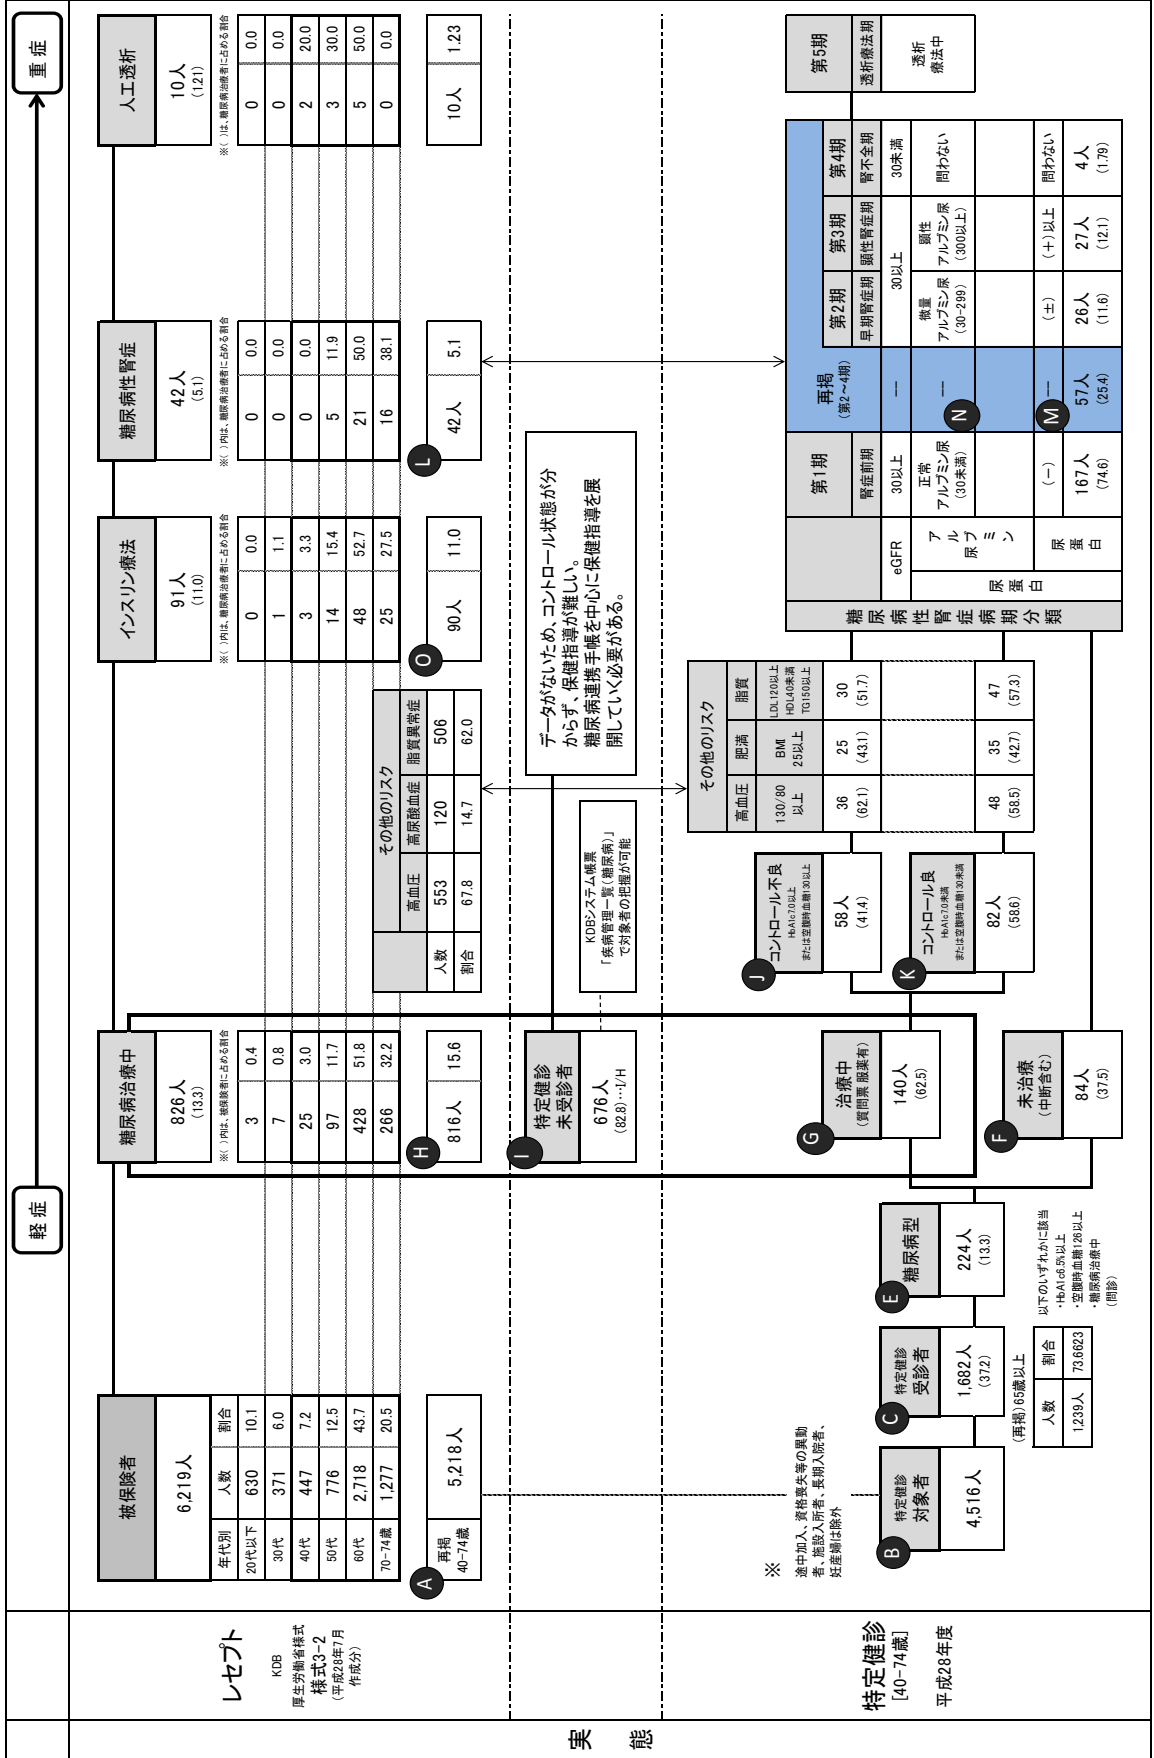 軽症
重症
実態
レセプト
KDB
厚生労働省様式
様式3-2
(平成28年7月
作成分)
被保険者
6,219人
年代別 人数 割合
20代以下 630 10.1
30代 371 6.0
40代 447 7.2
50代 776 12.5
60代 2,718 43.7
70-74歳 1,277 20.5
A
再掲
40-74歳
5,218人
糖尿病治療中
826人
(13.3)
※( )内は、被保険者に占める割合
3 0.4
7 0.8
25 3.0
97 11.7
428 51.8
266 32.2
H
816人 15.6
その他のリスク
高血圧 高尿酸血症 脂質異常症
人数 553 120 506
割合 67.8 14.7 62.0
インスリン療法
91人
(11.0)
※( )内は、糖尿病治療者に占める割合
0 0.0
1 1.1
3 3.3
14 15.4
48 52.7
25 27.5
O
90人 11.0
糖尿病性腎症
42人
(5.1)
※( )内は、糖尿病治療者に占める割合
0 0.0
0 0.0
0 0.0
5 11.9
21 50.0
16 38.1
L
42人 5.1
人工透析
10人
(1.21)
※( )は、糖尿病治療者に占める割合
0 0.0
0 0.0
2 20.0
3 30.0
5 50.0
0 0.0
10人 1.23
I
特定健診
未受診者
676人
(82.8)…I/H
KDBシステム帳票
「疾病管理一覧(糖尿病)」
で対象者の把握が可能
データがないため、コントロール状態が分
からず、保健指導が難しい。
糖尿病連携手帳を中心に保健指導を展
開していく必要がある。
特定健診
[40-74歳]
平成28年度
※
途中加入、資格喪失等の異動
者、施設入所者、長期入院者、
妊産婦は除外
B
特定健診
対象者
4,516人
C
特定健診
受診者
1,682人
(37.2)
(再掲)65歳以上
人数 割合
1,239人 73.6623
E
糖尿病型
224人
(13.3)
以下のいずれかに該当
・HbA1c6.5%以上
・空腹時血糖126以上
・糖尿病治療中
(問診)
G
治療中
(質問票 服薬有)
140人
(62.5)
F
未治療
(中断含む)
84人
(37.5)
J
コントロール不良
HbA1c7.0以上
または空腹時血糖130以上
58人
(41.4)
K
コントロール良
HbA1c7.0未満
または空腹時血糖130未満
82人
(58.6)
その他のリスク
高血圧 肥満 脂質
130/80
以上
BMI
25以上
LDL120以上
HDL40未満
TG150以上
36 25 30
(62.1) (43.1) (51.7)
48 35 47
(58.5) (42.7) (57.3)
糖尿病性腎症病期分類
第1期 再掲
(第2~4期)
第2期 第3期 第4期
腎症前期 早期腎症期 顕性腎症期 腎不全期
eGFR 30以上 -- 30以上 30未満
尿蛋白
尿アルブミン
正常
アルブミン尿
(30未満)
--
N
微量
アルブミン尿
(30-299)
顕性
アルブミン尿
(300以上)
問わない
尿蛋白 (-) -- (±) (+)以上 問わない
M
167人 57人 26人 27人 4人
(74.6) (25.4) (11.6) (12.1) (1.79)
第5期
透析療法期
透析
療法中